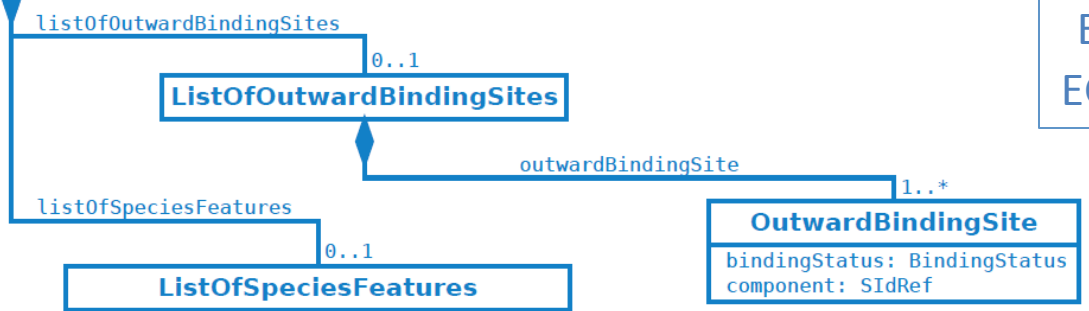 listOfOutwardBindingSites
0..1
ListOfOutwardBindingSites
outwardBindingSite
1..*
OutwardBindingSite
bindingStatus: BindingStatus
component: SIdRef
listOfSpeciesFeatures
0..1
ListOfSpeciesFeatures